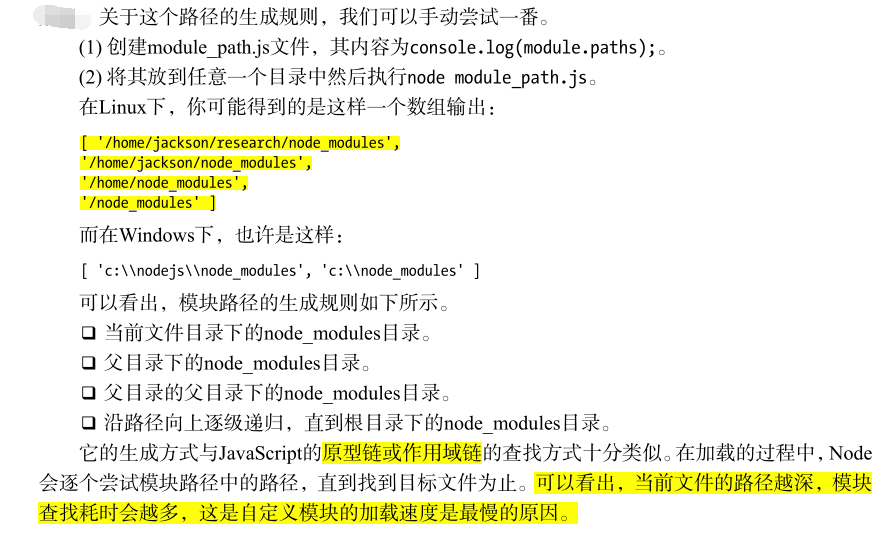 关于这个路径的生成规则，我们可以手动尝试一番。
(1) 创建module_path.js文件，其内容为console.log(module.paths);。
(2) 将其放到任意一个目录中然后执行node module_path.js。
在Linux下，你可能得到的是这样一个数组输出：
[ '/home/jackson/research/node_modules',
'/home/jackson/node_modules',
'/home/node_modules',
'/node_modules' ]
而在Windows下，也许是这样：
[ 'c:\\nodejs\\node_modules', 'c:\\node_modules' ]
可以看出，模块路径的生成规则如下所示。
❑ 当前文件目录下的node_modules目录。
❑ 父目录下的node_modules目录。
❑ 父目录的父目录下的node_modules目录。
❑ 沿路径向上逐级递归，直到根目录下的node_modules目录。
它的生成方式与JavaScript的原型链或作用域链的查找方式十分类似。在加载的过程中，Node
会逐个尝试模块路径中的路径，直到找到目标文件为止。可以看出，当前文件的路径越深，模块
查找耗时会越多，这是自定义模块的加载速度是最慢的原因。